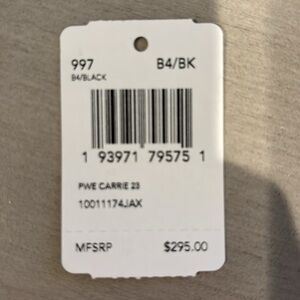 997 B4/BK
B4/BLACK
1 93971 79575 1
PWE CARRIE 23
10011174JAX
MFSRP $295.00